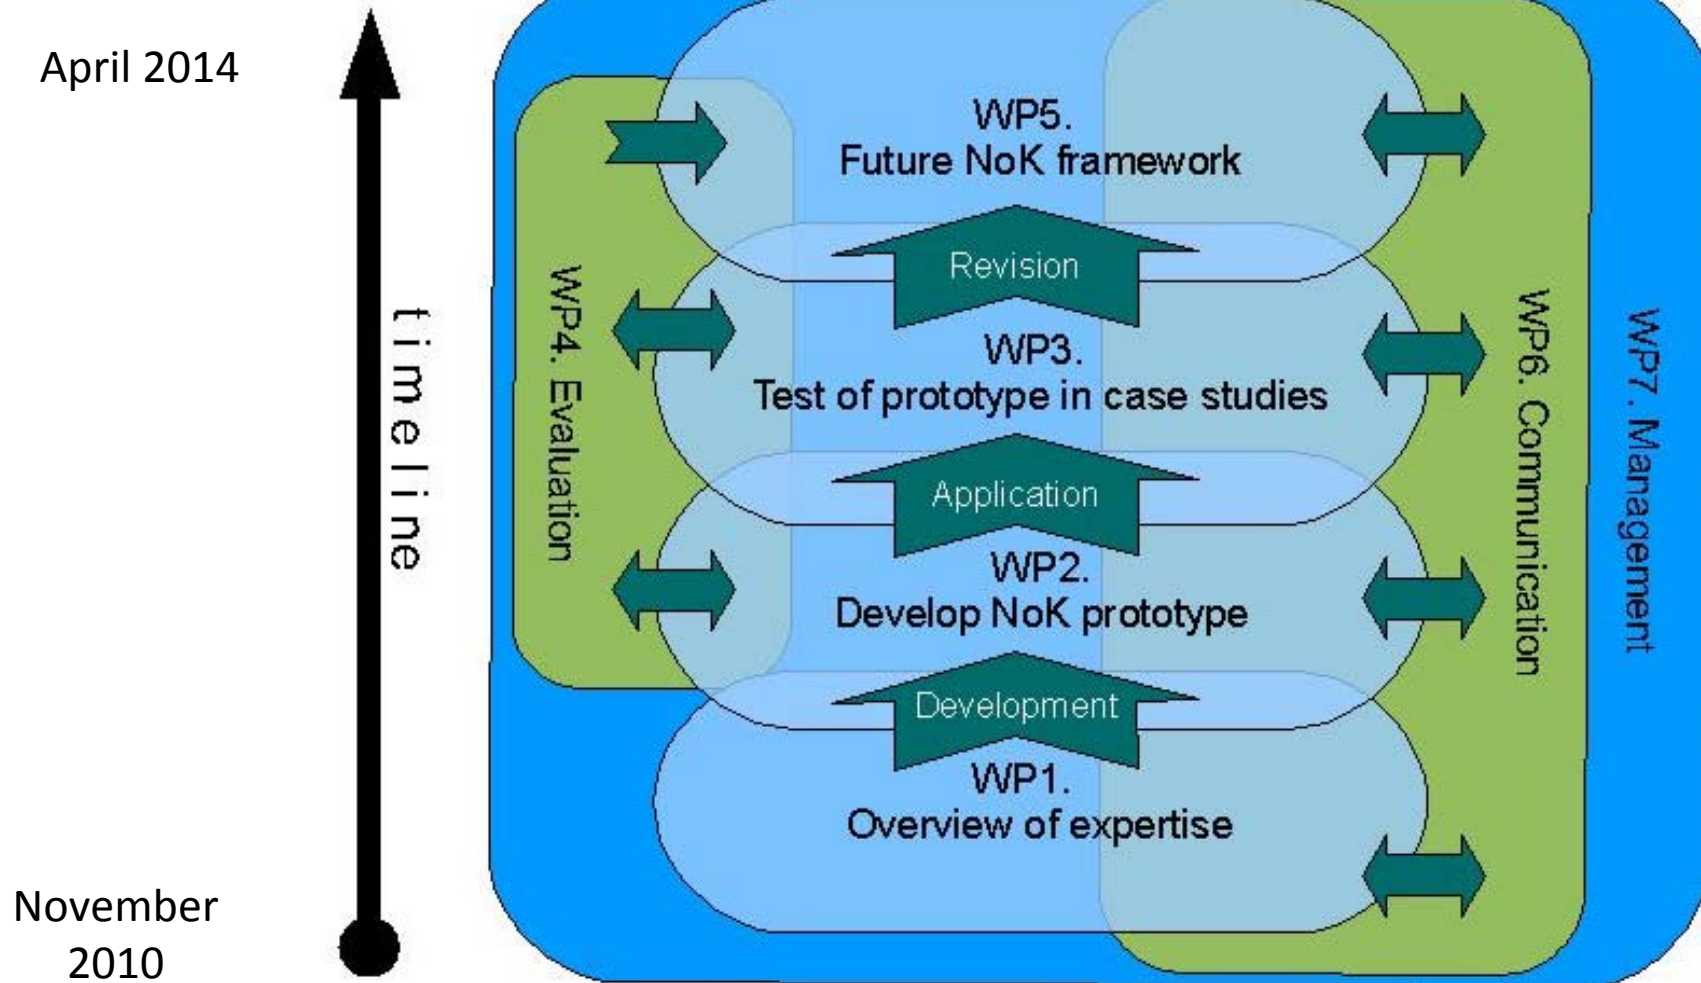 April 2014
timeline
November
2010
WP5.
Future NoK framework
Revision
WP3.
Test of prototype in case studies
Application
WP2.
Develop NoK prototype
Development
WP1.
Overview of expertise
WP4. Evaluation
WP6. Communication
WP7. Management